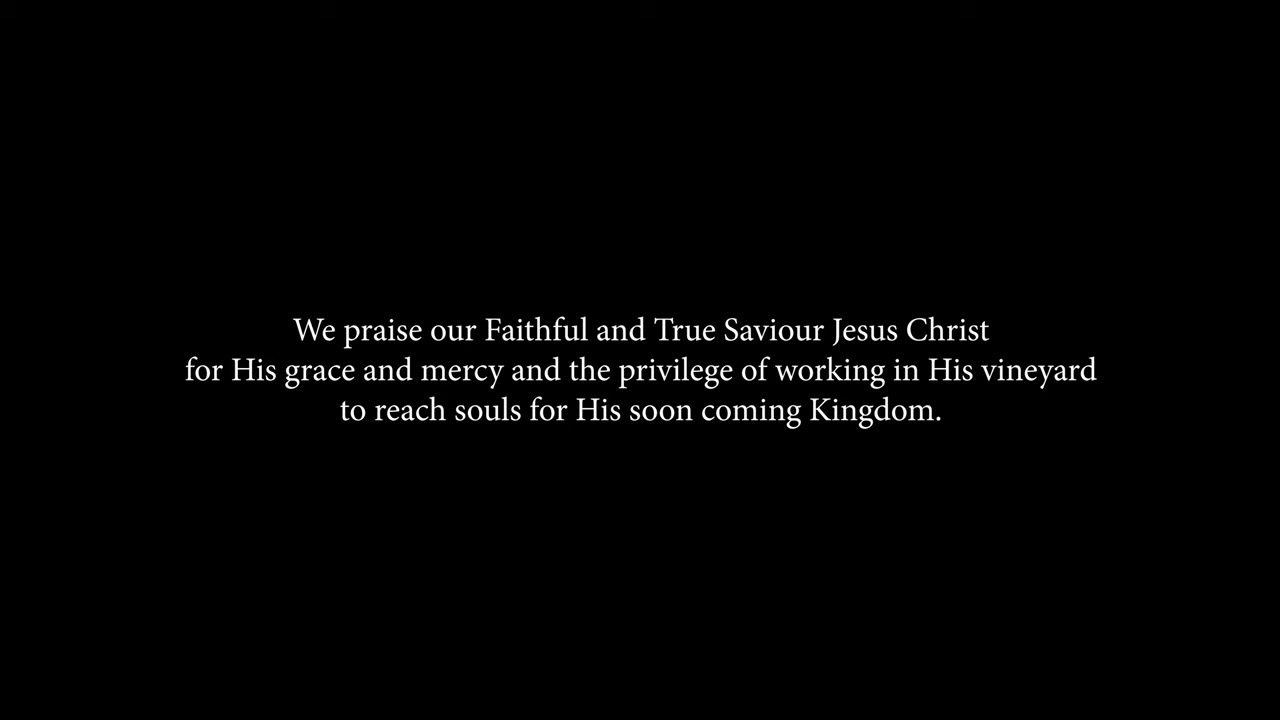 We praise our Faithful and True Saviour Jesus Christ
for His grace and mercy and the privilege of working in His vineyard
to reach souls for His soon coming Kingdom.